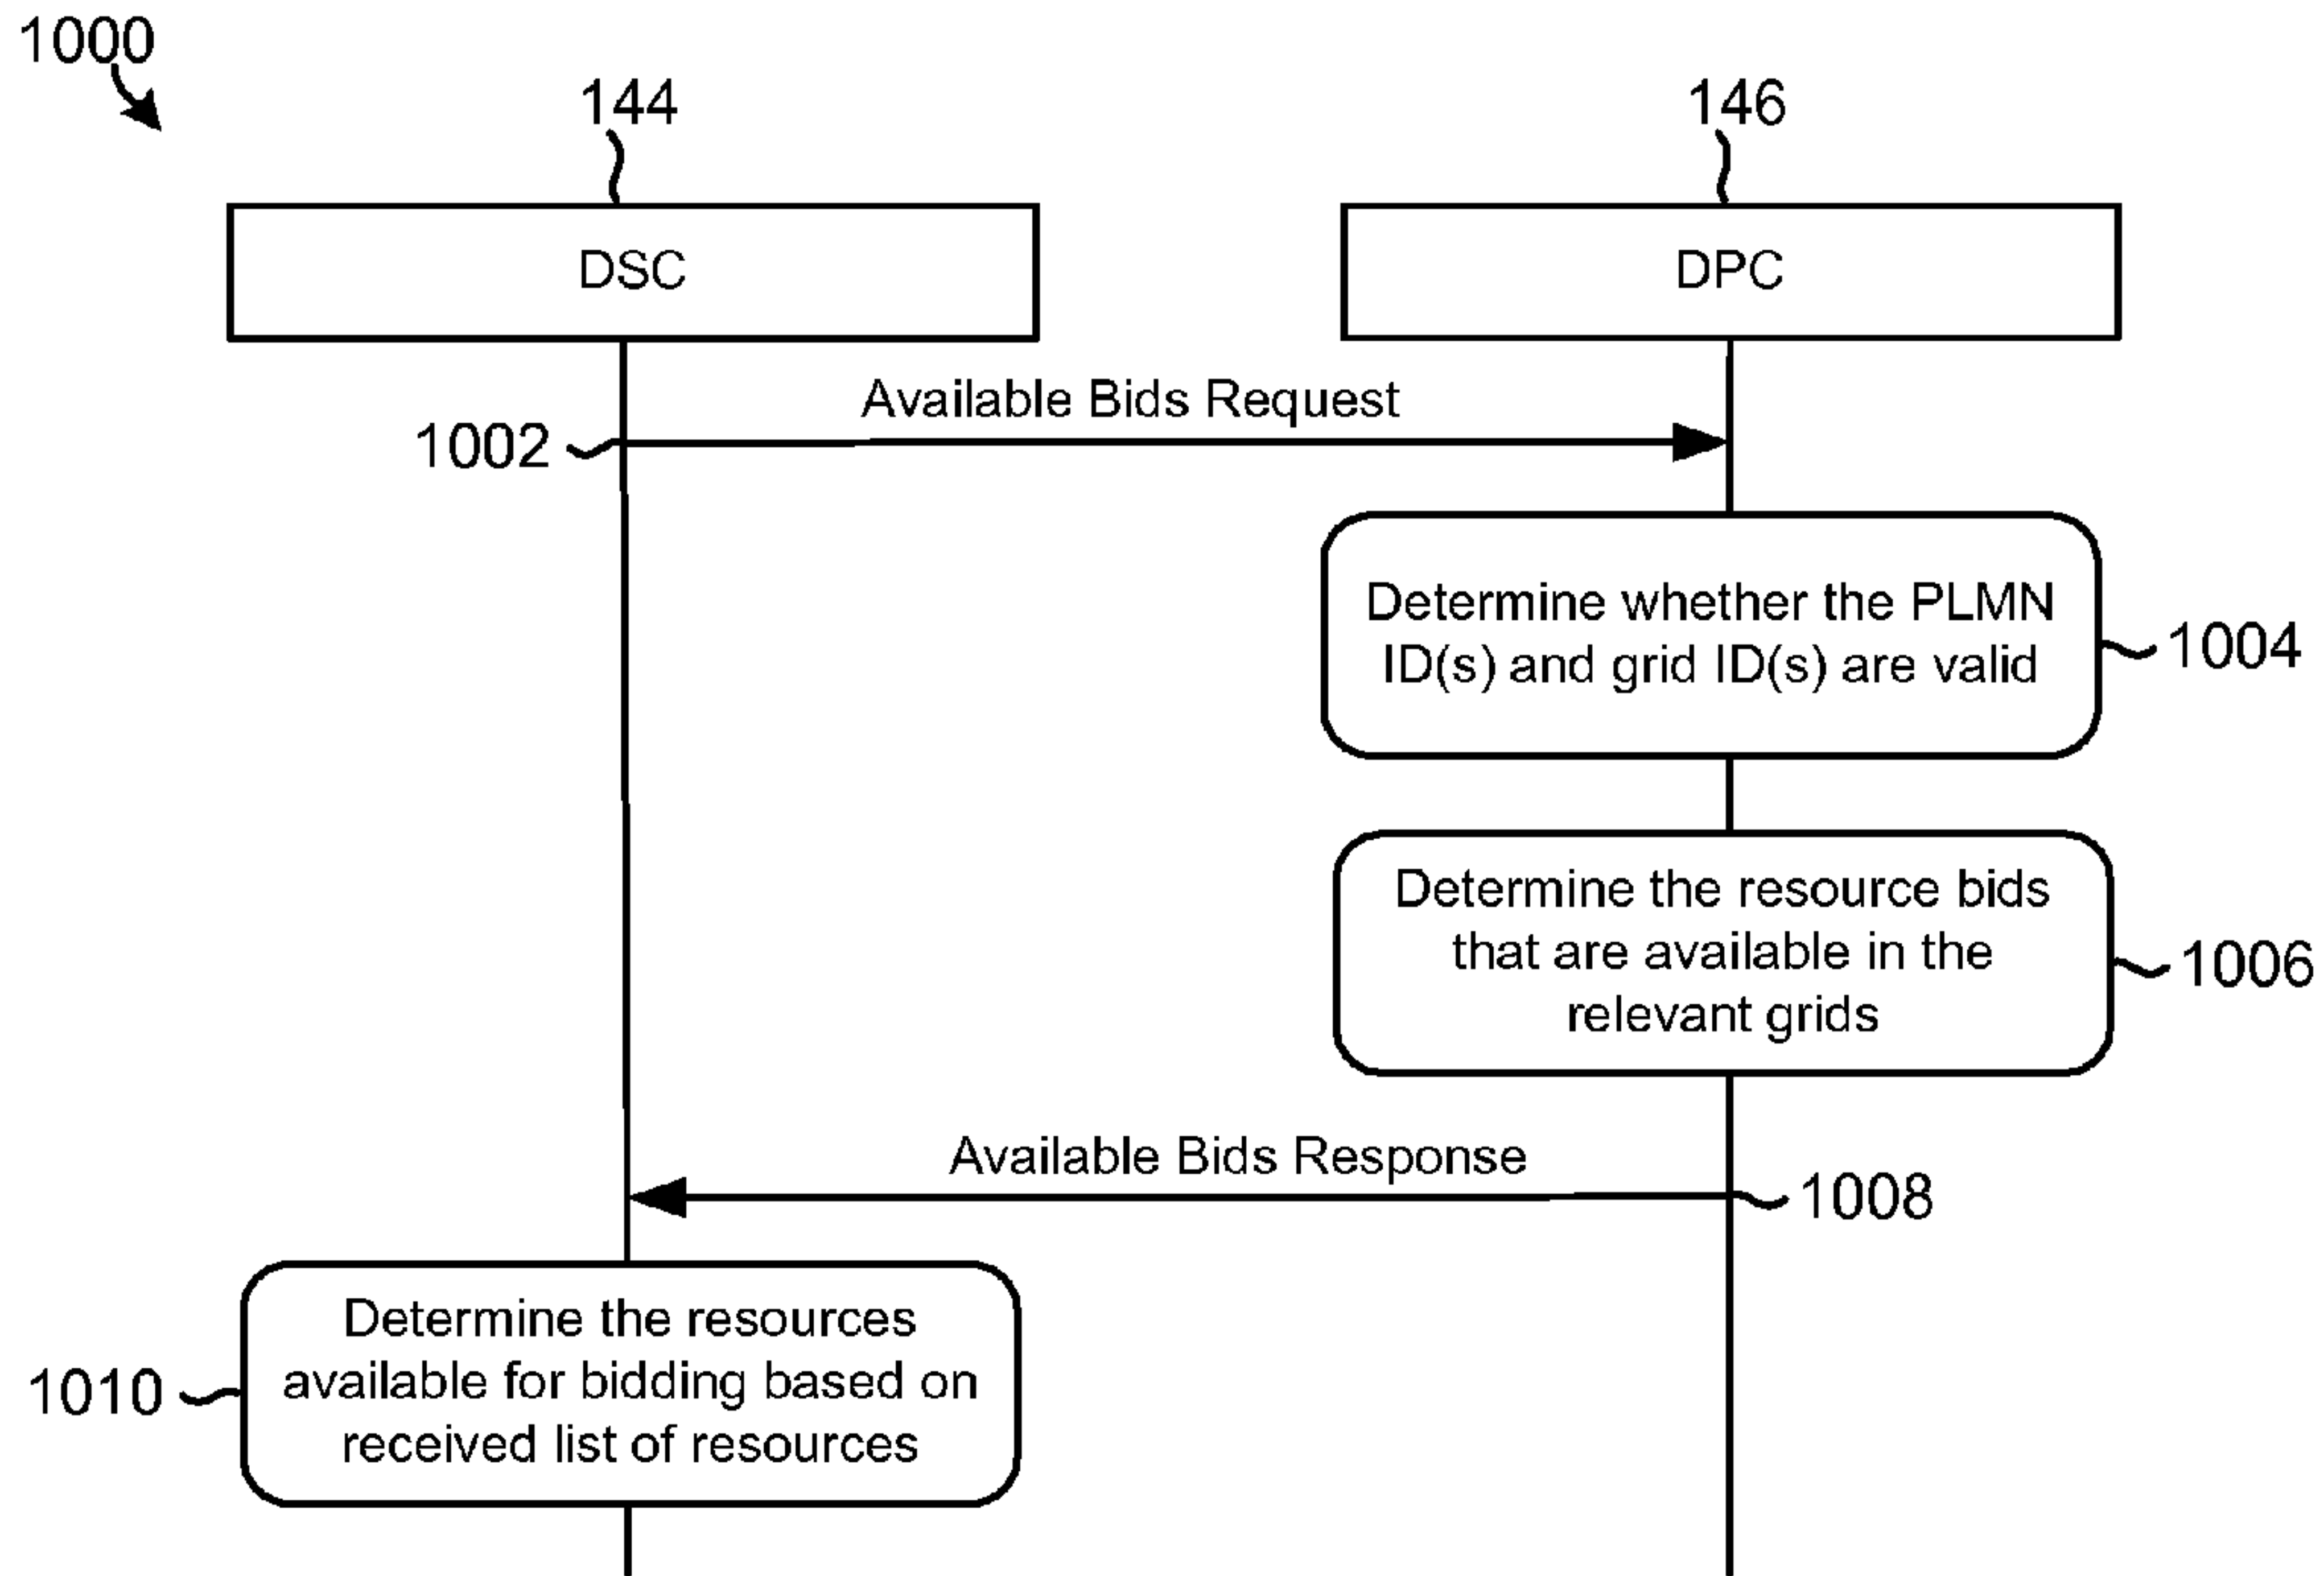 1000
144
146
DSC
DPC
Available Bids Request
1002
Determine whether the PLMN
ID(s) and grid ID(s) are valid
1004
Determine the resource bids
that are available in the
relevant grids
1006
Available Bids Response
1008
Determine the resources
available for bidding based on
received list of resources
1010